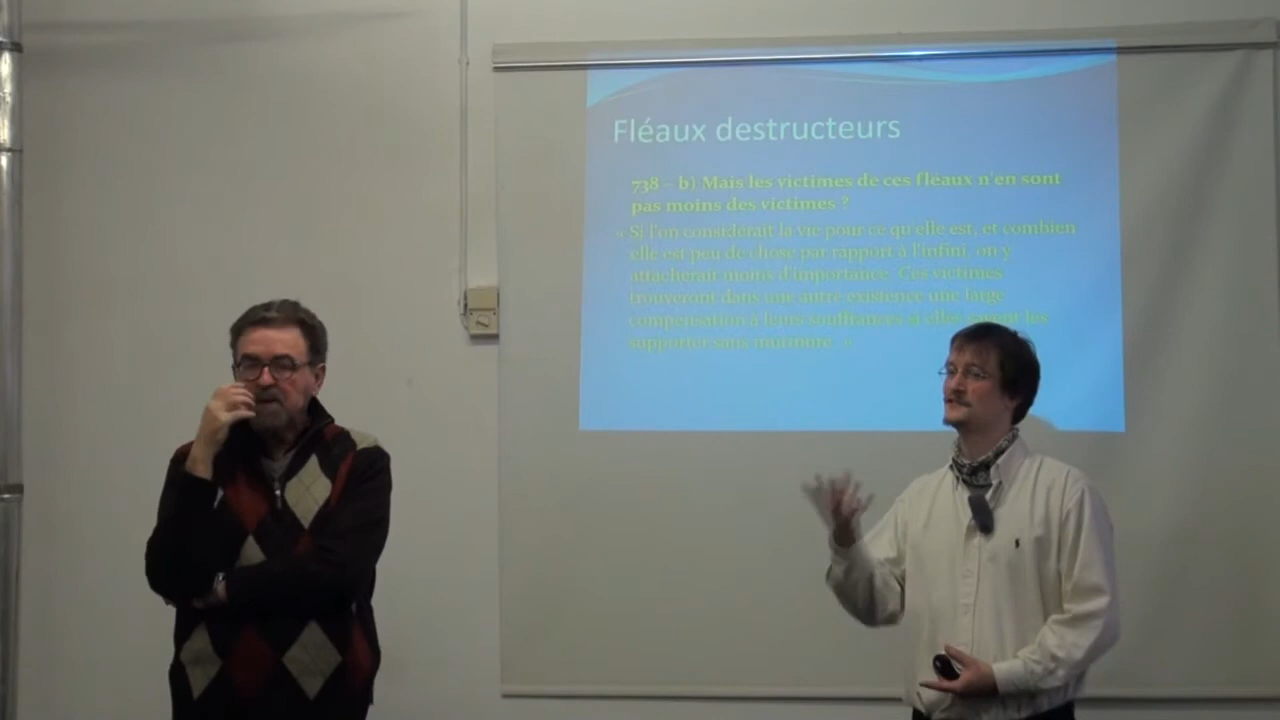 Fléaux destructeurs
738 – b) Mais les victimes de ces fléaux n'en sont
pas moins des victimes ?
« Si l'on considérait la vie pour ce qu'elle est, et combien
elle est peu de chose par rapport à l'infini, on y
attacherait moins d'importance. Ces victimes
trouveront dans une autre existence une large
compensation à leurs souffrances si elles savent les
supporter sans murmure. »